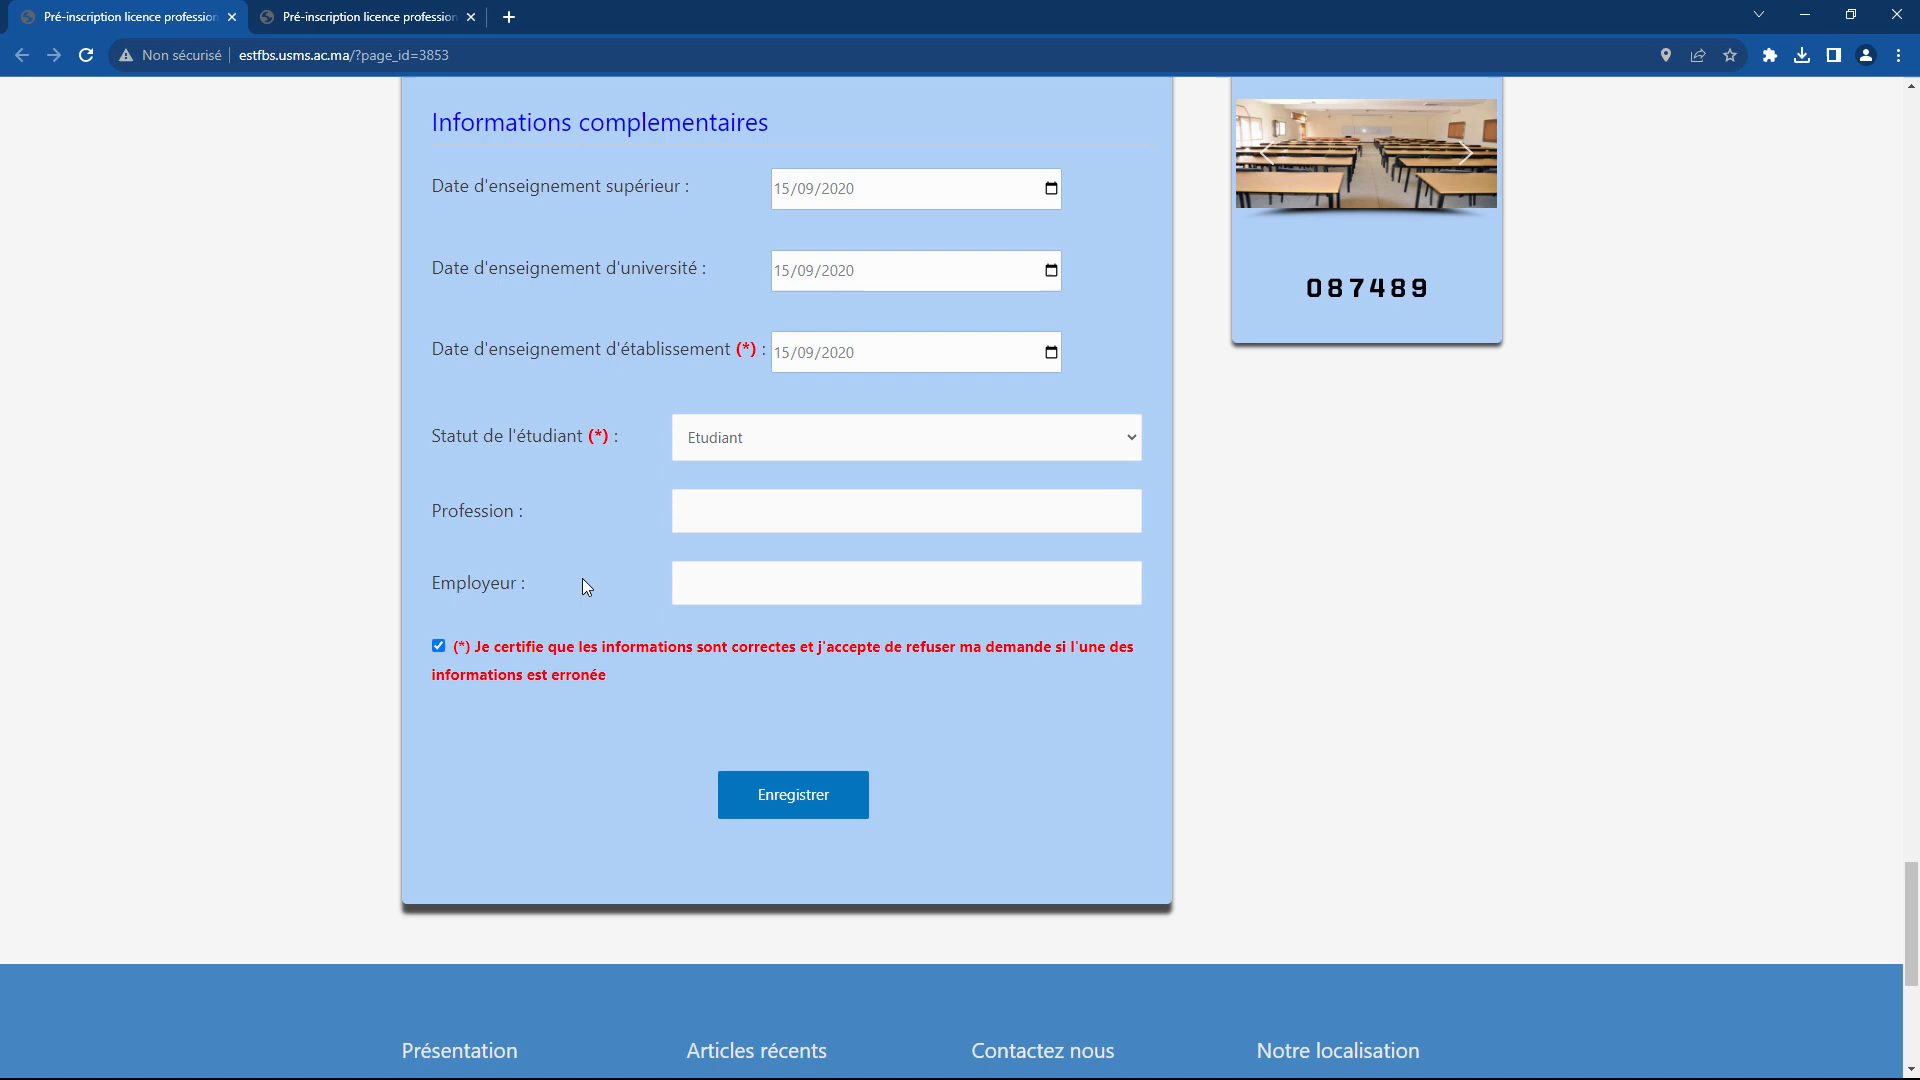 Pré-inscription licence profession
Pré-inscription licence profession
Non sécurisé
estfbs.usms.ac.ma/?page_id=3853
Informations complementaires
Date d'enseignement supérieur :
15/09/2020
Date d'enseignement d'université :
15/09/2020
Date d'enseignement d'établissement (*) :
15/09/2020
Statut de l'étudiant (*) :
Etudiant
Profession :
Employeur :
(*) Je certifie que les informations sont correctes et j'accepte de refuser ma demande si l'une des
informations est erronée
Enregistrer
087489
Présentation
Articles récents
Contactez nous
Notre localisation